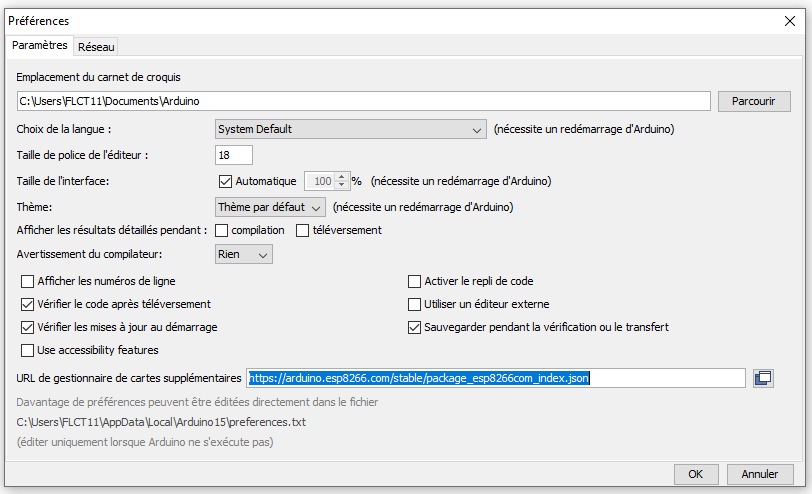 Préférences
Paramètres Réseau
Emplacement du carnet de croquis
C:\Users\FLCT11\Documents\Arduino Parcourir
Choix de la langue : System Default (nécessite un redémarrage d'Arduino)
Taille de police de l'éditeur : 18
Taille de l'interface: Automatique 100 % (nécessite un redémarrage d'Arduino)
Thème: Thème par défaut (nécessite un redémarrage d'Arduino)
Afficher les résultats détaillés pendant : compilation téléversement
Avertissement du compilateur: Rien
Afficher les numéros de ligne Activer le repli de code
Vérifier le code après téléversement Utiliser un éditeur externe
Vérifier les mises à jour au démarrage Sauvegarder pendant la vérification ou le transfert
Use accessibility features
URL de gestionnaire de cartes supplémentaires https://arduino.esp8266.com/stable/package_esp8266com_index.json
Davantage de préférences peuvent être éditées directement dans le fichier
C:\Users\FLCT11\AppData\Local\Arduino15\preferences.txt
(éditer uniquement lorsque Arduino ne s'exécute pas)
OK Annuler